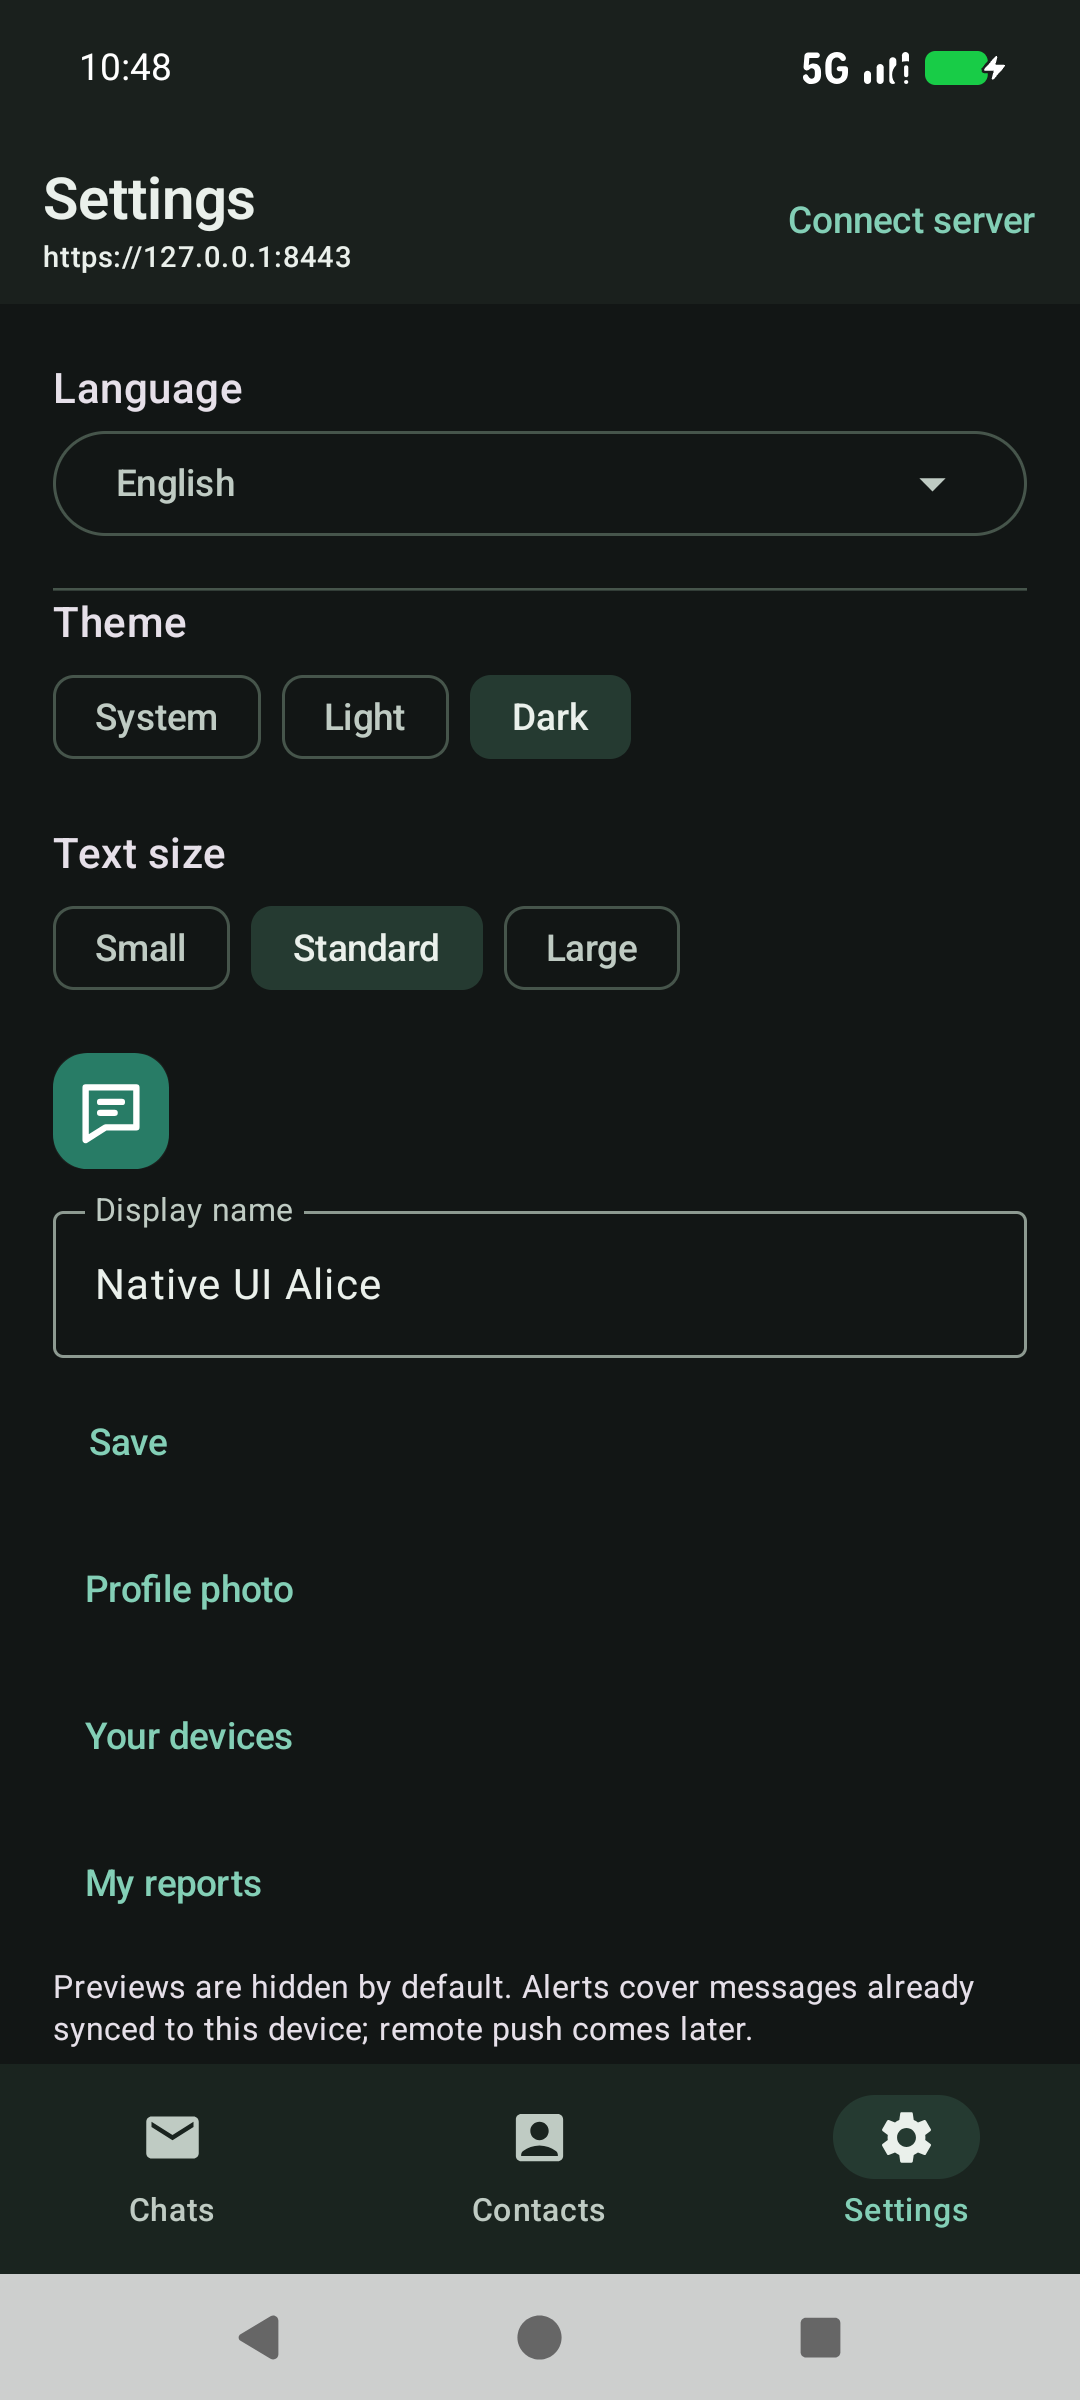 10:48
5G
Settings
https://127.0.0.1:8443
Connect server
Language
English
Theme
System
Light
Dark
Text size
Small
Standard
Large
Display name
Native UI Alice
Save
Profile photo
Your devices
My reports
Previews are hidden by default. Alerts cover messages already
synced to this device; remote push comes later.
Chats
Contacts
Settings